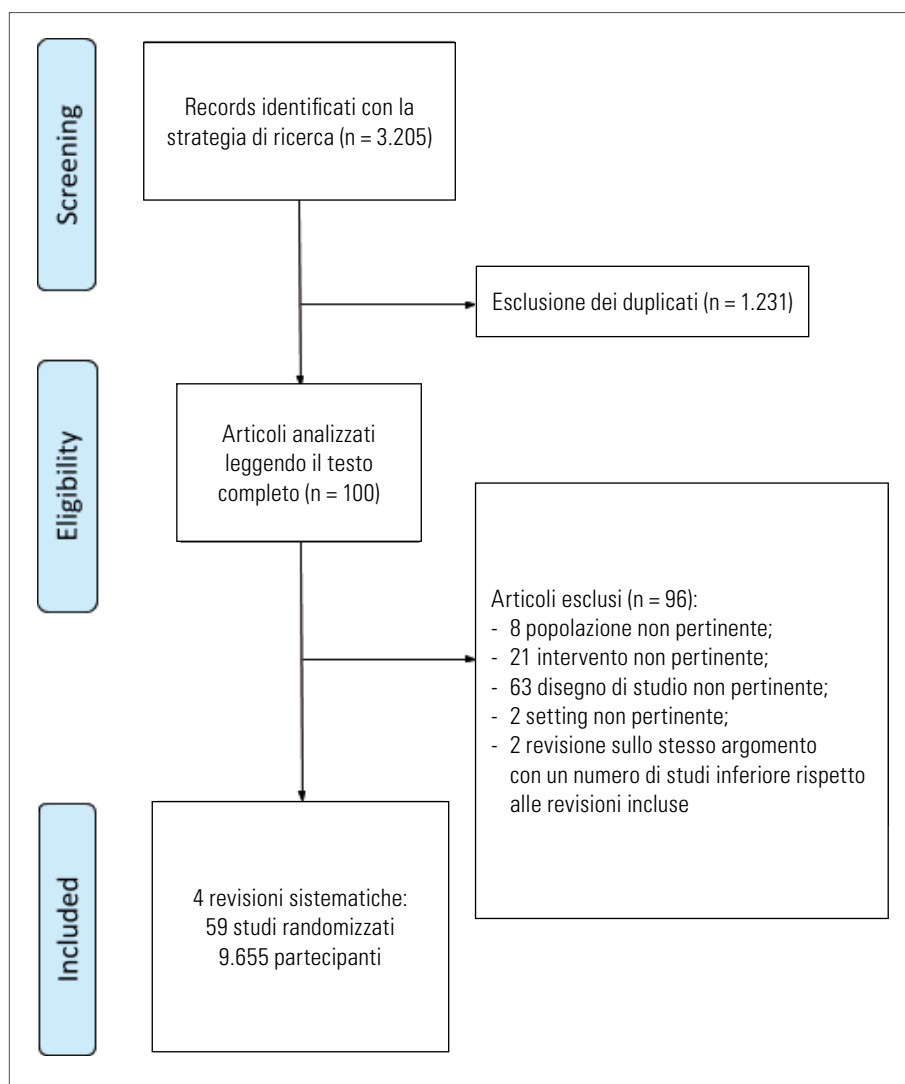 Screening
Records identificati con la
strategia di ricerca (n = 3.205)
Esclusione dei duplicati (n = 1.231)
Eligibility
Articoli analizzati
leggendo il testo
completo (n = 100)
Articoli esclusi (n = 96):
- 8 popolazione non pertinente;
- 21 intervento non pertinente;
- 63 disegno di studio non pertinente;
- 2 setting non pertinente;
- 2 revisione sullo stesso argomento
con un numero di studi inferiore rispetto
alle revisioni incluse
Included
4 revisioni sistematiche:
59 studi randomizzati
9.655 partecipanti